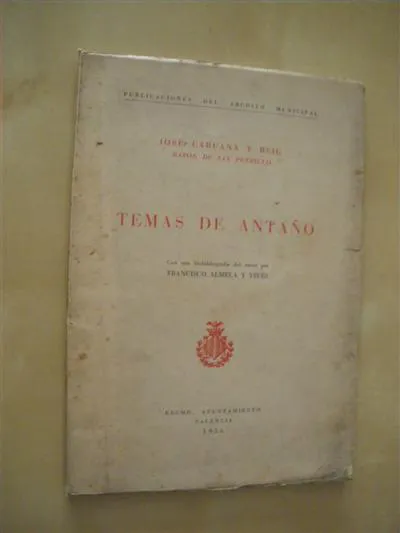 PUBLICACIONES DEL ARCHIVO MUNICIPAL
JOSÉ CARUANA Y REIG
BARÓN DE SAN PETRILLO
TEMAS DE ANTAÑO
Con una biobibliografía del autor por
FRANCISCO ALMELA Y VIVES
EXCMO. AYUNTAMIENTO
VALENCIA